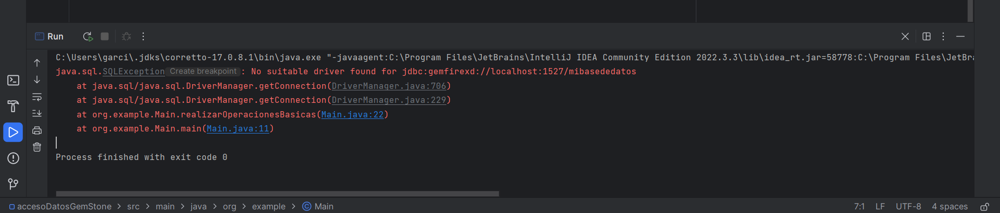 Run
C:\Users\garci\.jdks\corretto-17.0.8.1\bin\java.exe "-javaagent:C:\Program Files\JetBrains\IntelliJ IDEA Community Edition 2022.3.3\lib\idea_rt.jar=58778:C:\Program Files\JetBra
java.sql.SQLException Create breakpoint : No suitable driver found for jdbc:gemfirexd://localhost:1527/mibasededatos
at java.sql/java.sql.DriverManager.getConnection(DriverManager.java:706)
at java.sql/java.sql.DriverManager.getConnection(DriverManager.java:229)
at org.example.Main.realizarOperacionesBasicas(Main.java:22)
at org.example.Main.main(Main.java:11)
Process finished with exit code 0
accesoDatosGemStone > src > main > java > org > example > Main 7:1 LF UTF-8 4 spaces